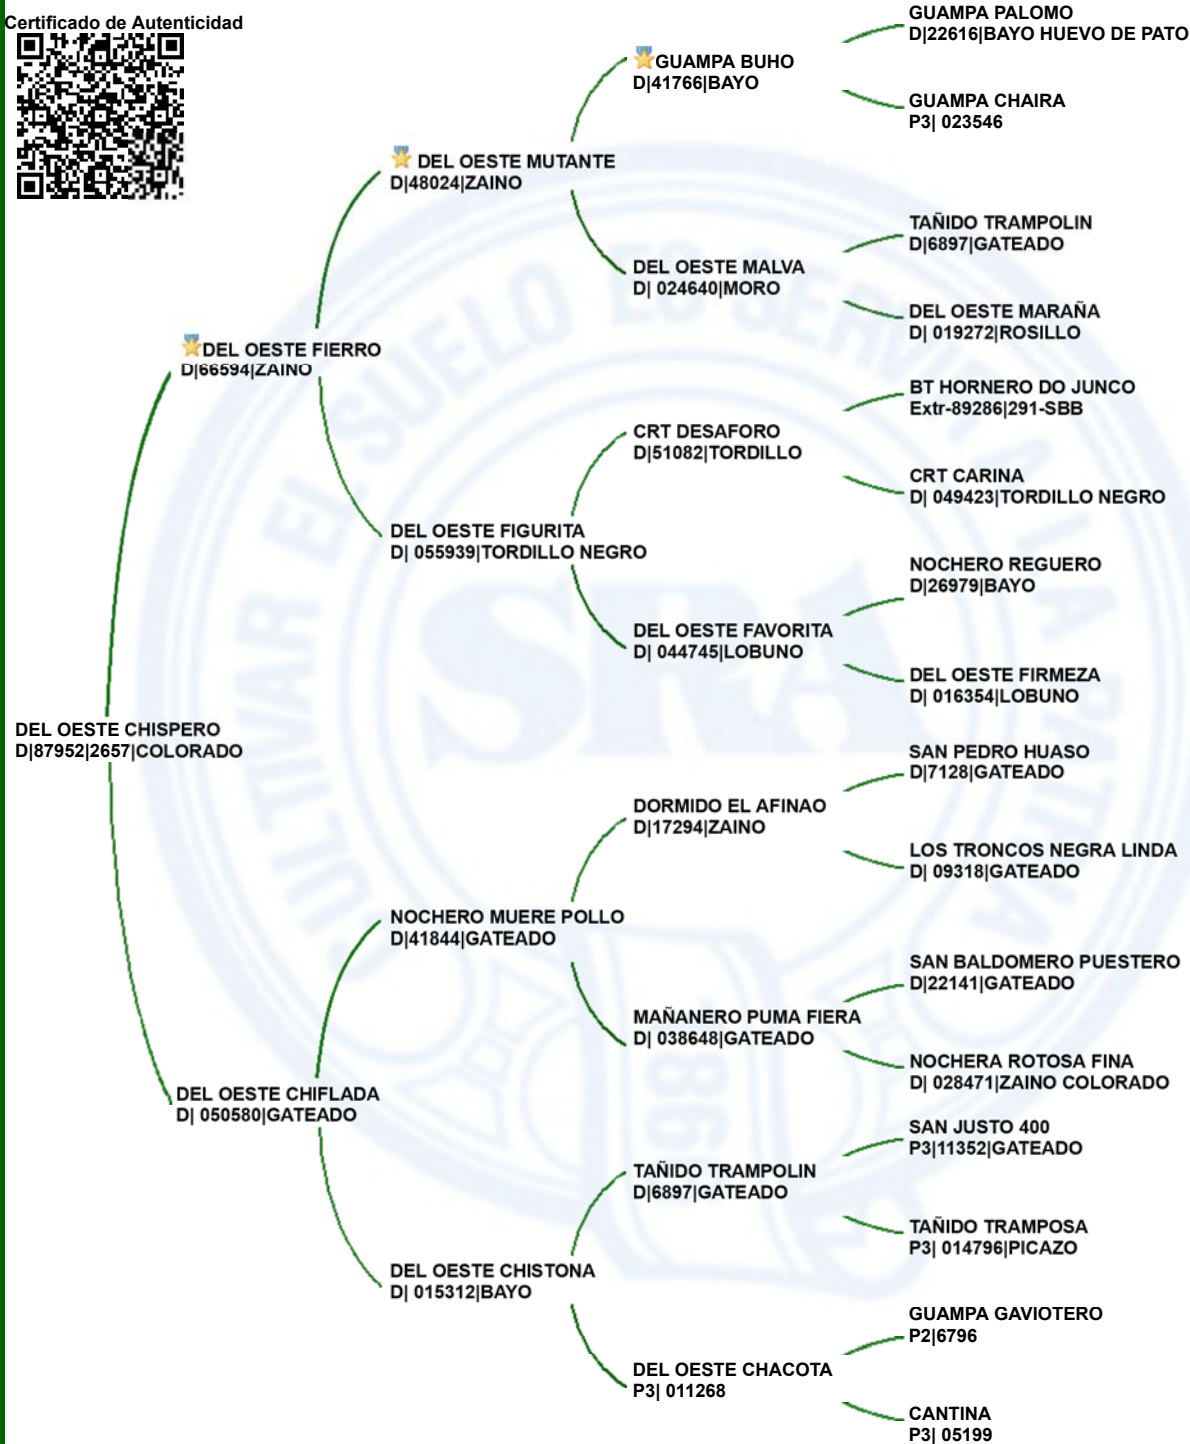 Certificado de Autenticidad
GUAMPA PALOMO
D|22616|BAYO HUEVO DE PATO
GUAMPA BUHO
D|41766|BAYO
GUAMPA CHAIRA
P3| 023546
DEL OESTE MUTANTE
D|48024|ZAINO
TAÑIDO TRAMPOLIN
D|6897|GATEADO
DEL OESTE MALVA
D| 024640|MORO
DEL OESTE MARAÑA
D| 019272|ROSILLO
DEL OESTE FIERRO
D|66594|ZAINO
BT HORNERO DO JUNCO
Extr-89286|291-SBB
CRT DESAFORO
D|51082|TORDILLO
CRT CARINA
D| 049423|TORDILLO NEGRO
DEL OESTE FIGURITA
D| 055939|TORDILLO NEGRO
NOCHERO REGUERO
D|26979|BAYO
DEL OESTE FAVORITA
D| 044745|LOBUNO
DEL OESTE FIRMEZA
D| 016354|LOBUNO
DEL OESTE CHISPERO
D|87952|2657|COLORADO
SAN PEDRO HUASO
D|7128|GATEADO
DORMIDO EL AFINAO
D|17294|ZAINO
LOS TRONCOS NEGRA LINDA
D| 09318|GATEADO
NOCHERO MUERE POLLO
D|41844|GATEADO
SAN BALDOMERO PUESTERO
D|22141|GATEADO
MAÑANERO PUMA FIERA
D| 038648|GATEADO
NOCHERA ROTOSA FINA
D| 028471|ZAINO COLORADO
DEL OESTE CHIFLADA
D| 050580|GATEADO
SAN JUSTO 400
P3|11352|GATEADO
TAÑIDO TRAMPOLIN
D|6897|GATEADO
TAÑIDO TRAMPOSA
P3| 014796|PICAZO
DEL OESTE CHISTONA
D| 015312|BAYO
GUAMPA GAVIOTERO
P2|6796
DEL OESTE CHACOTA
P3| 011268
CANTINA
P3| 05199
CULTIVAR EL SUELO ES SERVIR A LA PATRIA
SRA